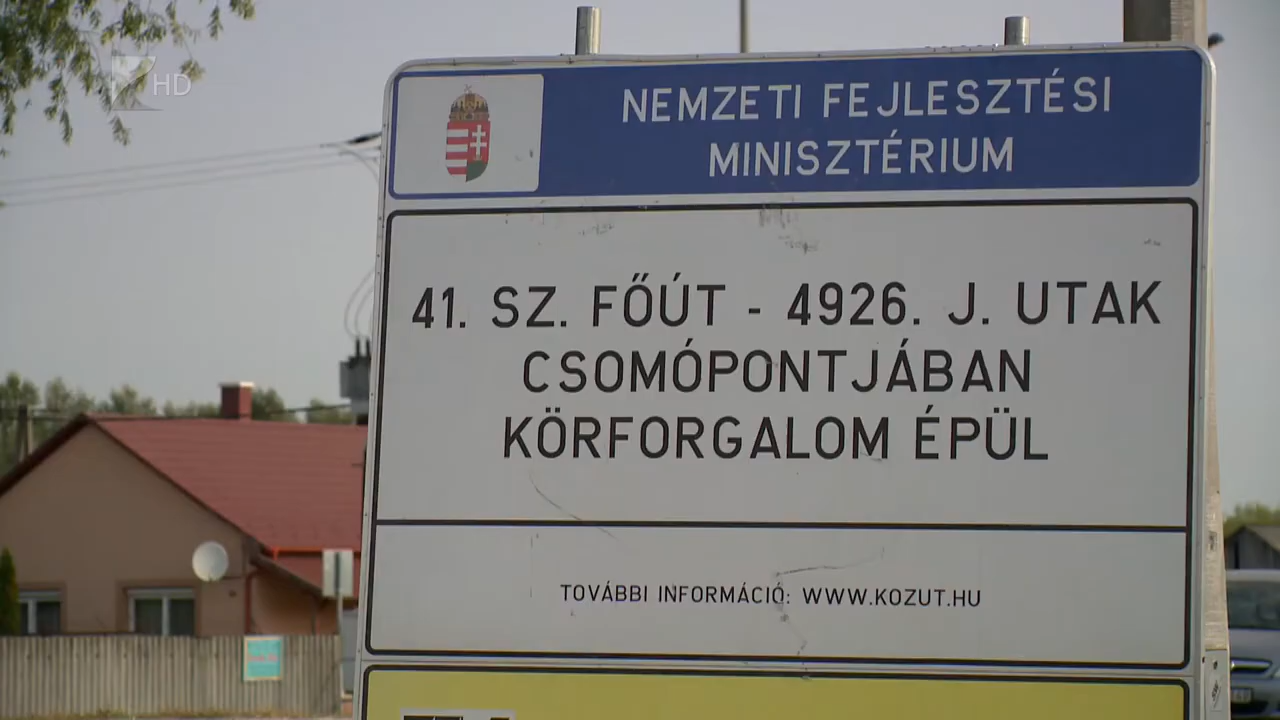 HD
NEMZETI FEJLESZTÉSI
MINISZTÉRIUM
41. SZ. FŐÚT - 4926. J. UTAK
CSOMÓPONTJÁBAN
KÖRFORGALOM ÉPÜL
TOVÁBBI INFORMÁCIÓ: WWW.KOZUT.HU